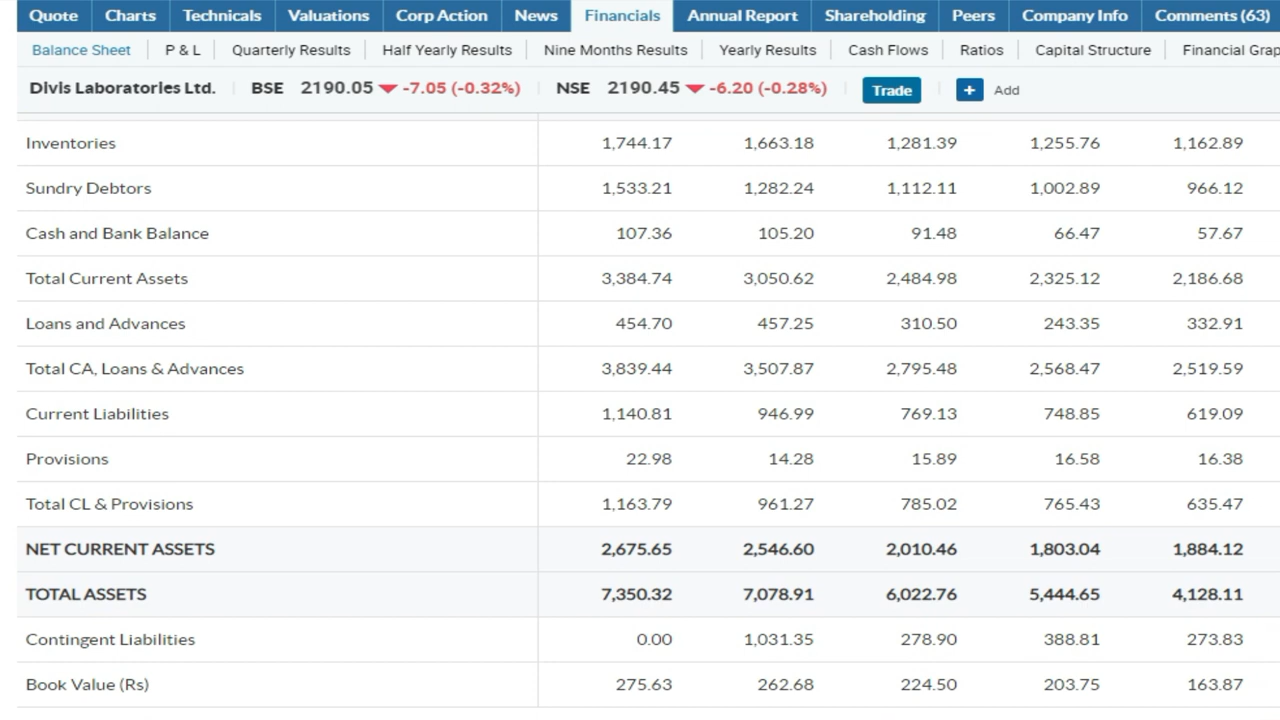 Quote Charts Technicals Valuations Corp Action News Financials Annual Report Shareholding Peers Company Info Comments (63)
Balance Sheet P & L Quarterly Results Half Yearly Results Nine Months Results Yearly Results Cash Flows Ratios Capital Structure Financial Grap
Divis Laboratories Ltd. BSE 2190.05 -7.05 (-0.32%) NSE 2190.45 -6.20 (-0.28%) Trade + Add
Inventories 1,744.17 1,663.18 1,281.39 1,255.76 1,162.89
Sundry Debtors 1,533.21 1,282.24 1,112.11 1,002.89 966.12
Cash and Bank Balance 107.36 105.20 91.48 66.47 57.67
Total Current Assets 3,384.74 3,050.62 2,484.98 2,325.12 2,186.68
Loans and Advances 454.70 457.25 310.50 243.35 332.91
Total CA, Loans & Advances 3,839.44 3,507.87 2,795.48 2,568.47 2,519.59
Current Liabilities 1,140.81 946.99 769.13 748.85 619.09
Provisions 22.98 14.28 15.89 16.58 16.38
Total CL & Provisions 1,163.79 961.27 785.02 765.43 635.47
NET CURRENT ASSETS 2,675.65 2,546.60 2,010.46 1,803.04 1,884.12
TOTAL ASSETS 7,350.32 7,078.91 6,022.76 5,444.65 4,128.11
Contingent Liabilities 0.00 1,031.35 278.90 388.81 273.83
Book Value (Rs) 275.63 262.68 224.50 203.75 163.87